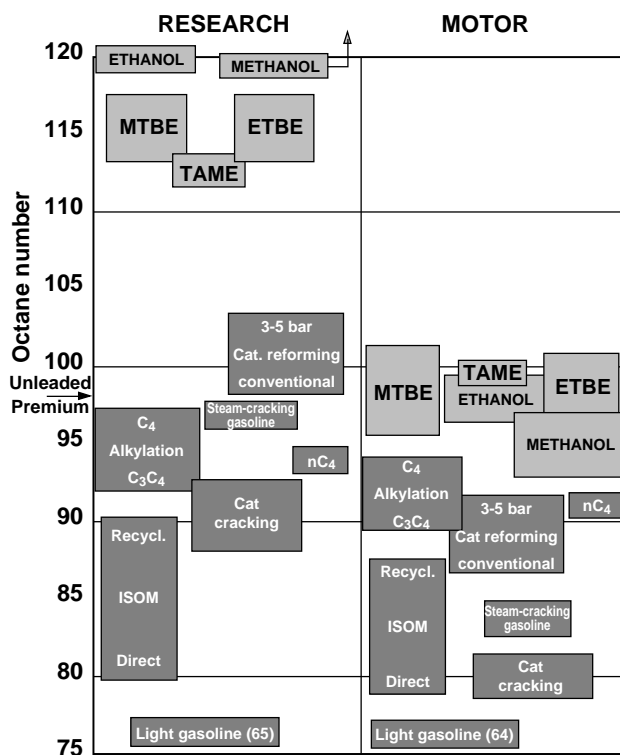 RESEARCH MOTOR
Octane number
120
115
110
105
100
Unleaded
Premium
95
90
85
80
75
ETHANOL
METHANOL
MTBE
ETBE
TAME
3-5 bar
Cat. reforming
conventional
Steam-cracking
gasoline
C4
Alkylation
C3C4
nC4
Cat
cracking
Recycl.
ISOM
Direct
Light gasoline (65)
MTBE
TAME
ETHANOL
ETBE
METHANOL
C4
Alkylation
C3C4
3-5 bar
Cat reforming
conventional
nC4
Recycl.
ISOM
Direct
Steam-cracking
gasoline
Cat
cracking
Light gasoline (64)